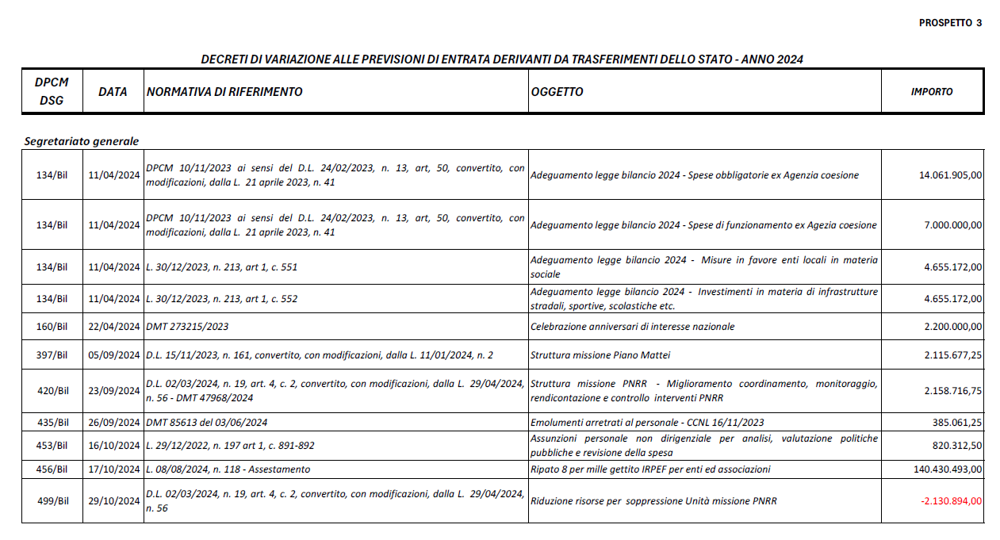 PROSPETTO 3
DECRETI DI VARIAZIONE ALLE PREVISIONI DI ENTRATA DERIVANTI DA TRASFERIMENTI DELLO STATO - ANNO 2024
DPCM DSG DATA NORMATIVA DI RIFERIMENTO OGGETTO IMPORTO
Segretariato generale
134/Bil 11/04/2024 DPCM 10/11/2023 ai sensi del D.L. 24/02/2023, n. 13, art, 50, convertito, con modificazioni, dalla L. 21 aprile 2023, n. 41 Adeguamento legge bilancio 2024 - Spese obbligatorie ex Agenzia coesione 14.061.905,00
134/Bil 11/04/2024 DPCM 10/11/2023 ai sensi del D.L. 24/02/2023, n. 13, art, 50, convertito, con modificazioni, dalla L. 21 aprile 2023, n. 41 Adeguamento legge bilancio 2024 - Spese di funzionamento ex Agezia coesione 7.000.000,00
134/Bil 11/04/2024 L. 30/12/2023, n. 213, art 1, c. 551 Adeguamento legge bilancio 2024 - Misure in favore enti locali in materia sociale 4.655.172,00
134/Bil 11/04/2024 L. 30/12/2023, n. 213, art 1, c. 552 Adeguamento legge bilancio 2024 - Investimenti in materia di infrastrutture stradali, sportive, scolastiche etc. 4.655.172,00
160/Bil 22/04/2024 DMT 273215/2023 Celebrazione anniversari di interesse nazionale 2.200.000,00
397/Bil 05/09/2024 D.L. 15/11/2023, n. 161, convertito, con modificazioni, dalla L. 11/01/2024, n. 2 Struttura missione Piano Mattei 2.115.677,25
420/Bil 23/09/2024 D.L. 02/03/2024, n. 19, art. 4, c. 2, convertito, con modificazioni, dalla L. 29/04/2024, n. 56 - DMT 47968/2024 Struttura missione PNRR - Miglioramento coordinamento, monitoraggio, rendicontazione e controllo interventi PNRR 2.158.716,75
435/Bil 26/09/2024 DMT 85613 del 03/06/2024 Emolumenti arretrati al personale - CCNL 16/11/2023 385.061,25
453/Bil 16/10/2024 L. 29/12/2022, n. 197 art 1, c. 891-892 Assunzioni personale non dirigenziale per analisi, valutazione politiche pubbliche e revisione della spesa 820.312,50
456/Bil 17/10/2024 L. 08/08/2024, n. 118 - Assestamento Ripato 8 per mille gettito IRPEF per enti ed associazioni 140.430.493,00
499/Bil 29/10/2024 D.L. 02/03/2024, n. 19, art. 4, c. 2, convertito, con modificazioni, dalla L. 29/04/2024, n. 56 Riduzione risorse per soppressione Unità missione PNRR -2.130.894,00